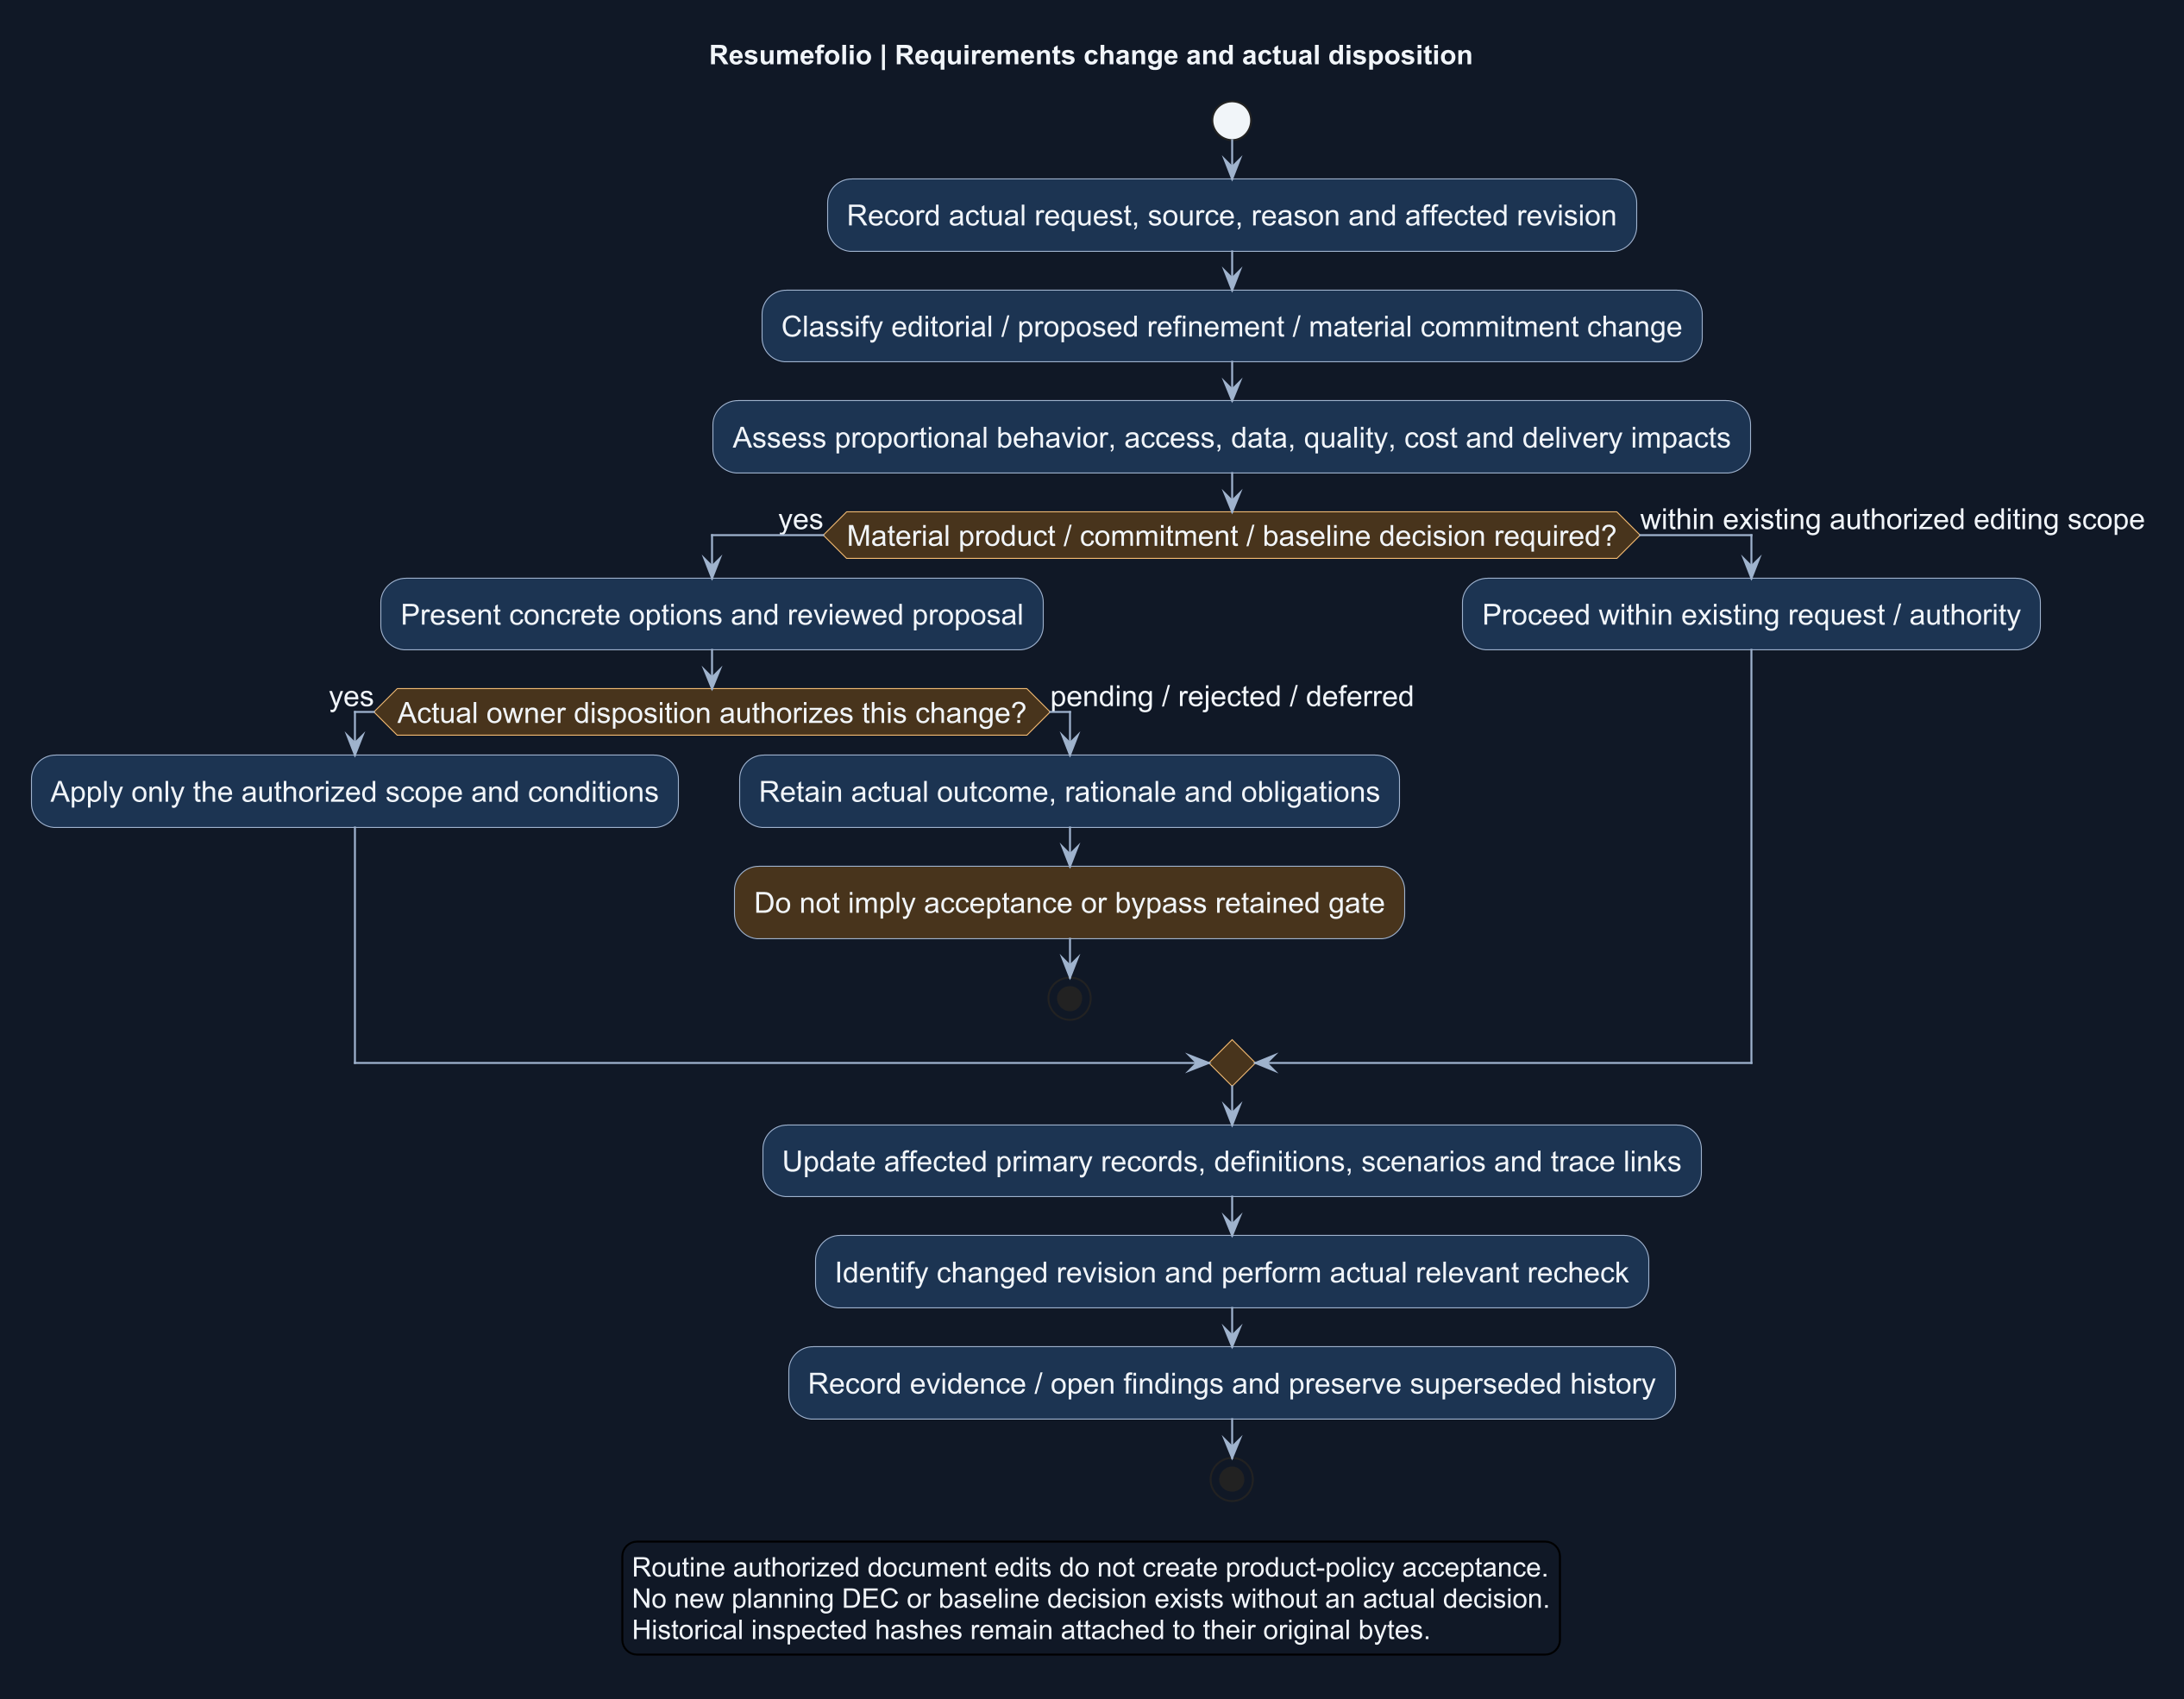 Resumefolio | Requirements change and actual disposition
Record actual request, source, reason and affected revision
Classify editorial / proposed refinement / material commitment change
Assess proportional behavior, access, data, quality, cost and delivery impacts
yes
Material product / commitment / baseline decision required?
within existing authorized editing scope
Present concrete options and reviewed proposal
Proceed within existing request / authority
yes
Actual owner disposition authorizes this change?
pending / rejected / deferred
Apply only the authorized scope and conditions
Retain actual outcome, rationale and obligations
Do not imply acceptance or bypass retained gate
Update affected primary records, definitions, scenarios and trace links
Identify changed revision and perform actual relevant recheck
Record evidence / open findings and preserve superseded history
Routine authorized document edits do not create product-policy acceptance.
No new planning DEC or baseline decision exists without an actual decision.
Historical inspected hashes remain attached to their original bytes.